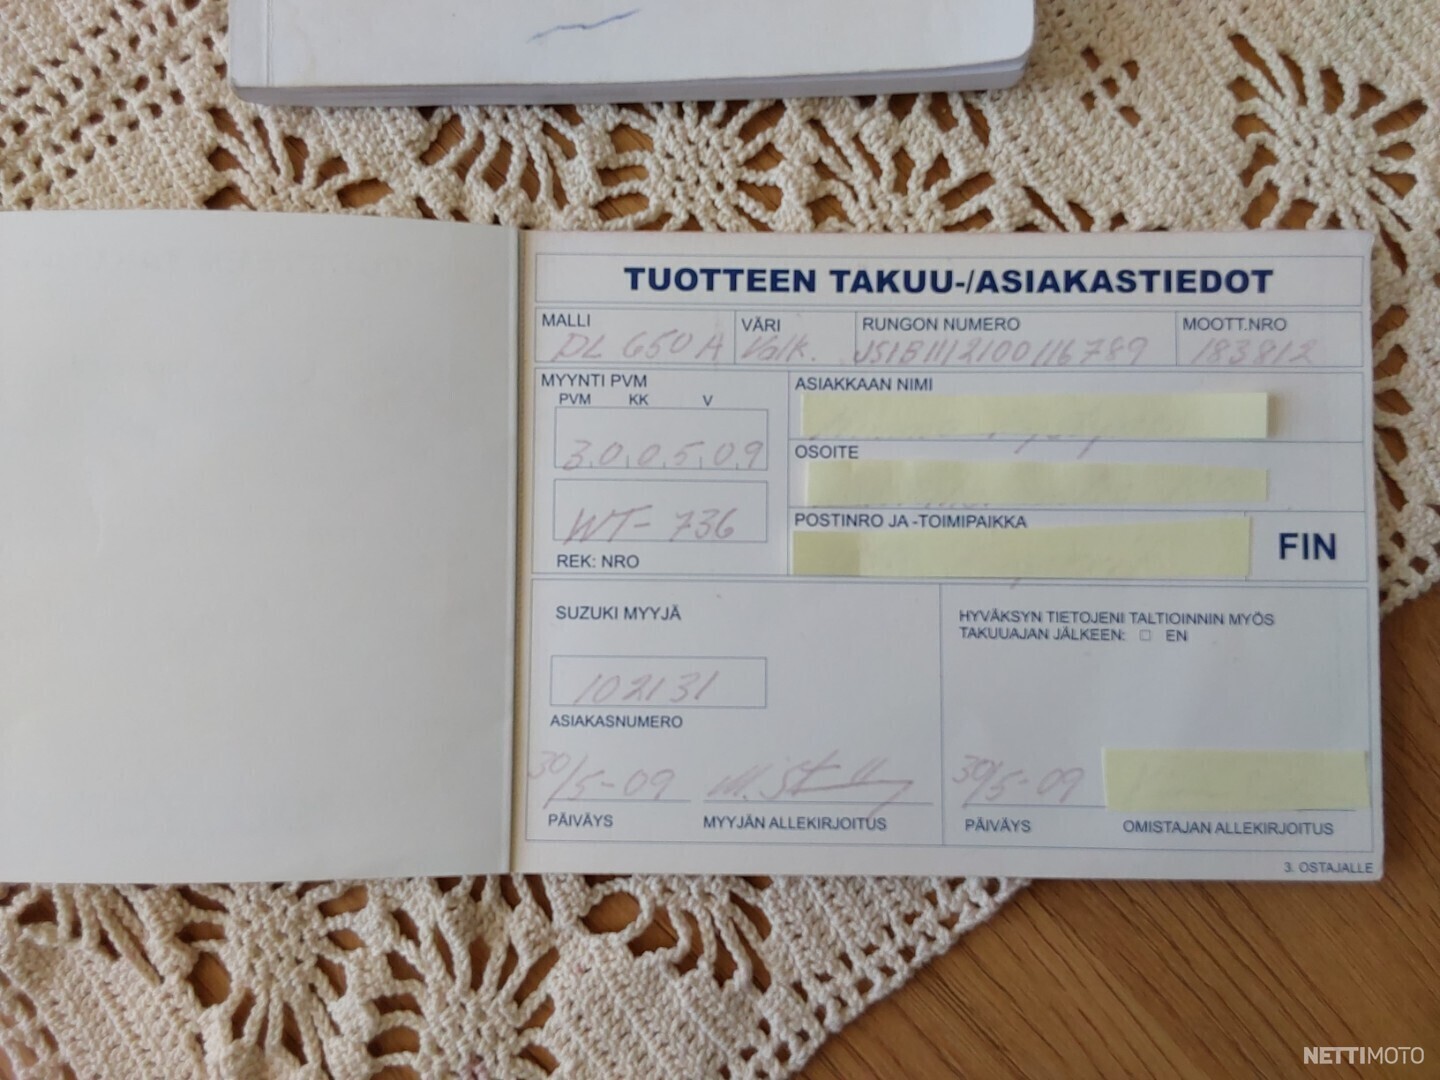 TUOTTEEN TAKUU-/ASIAKASTIEDOT
MALLI VÄRI RUNGON NUMERO MOOTT.NRO
DL 650 A Valk. JS1B1112100116789 183812
MYYNTI PVM
PVM KK V
30 05 09
WT-736
REK: NRO
ASIAKKAAN NIMI
OSOITE
POSTINRO JA -TOIMIPAIKKA
FIN
SUZUKI MYYJÄ
102131
ASIAKASNUMERO
30/5-09
PÄIVÄYS MYYJÄN ALLEKIRJOITUS
HYVÄKSYN TIETOJENI TALTIOINNIN MYÖS
TAKUUAJAN JÄLKEEN: □ EN
30/5-09
PÄIVÄYS OMISTAJAN ALLEKIRJOITUS
3. OSTAJALLE
NETTIMOTO